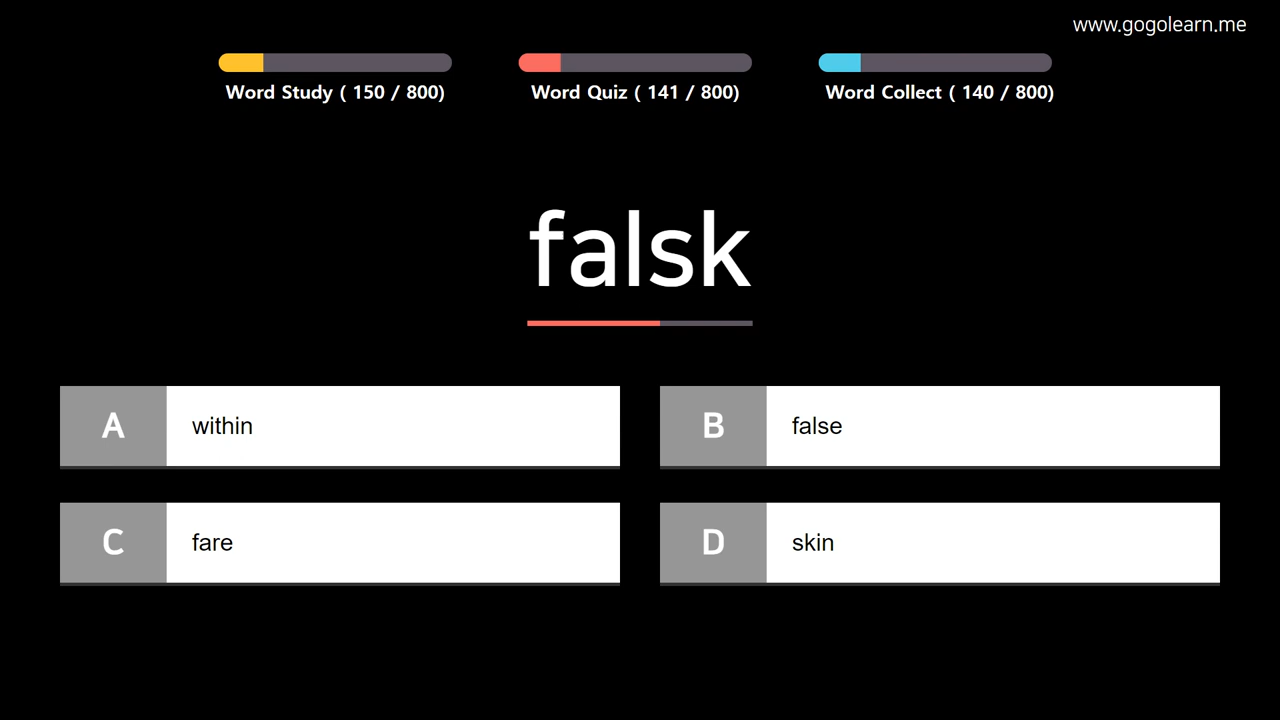 www.gogolearn.me
Word Study ( 150 / 800)
Word Quiz ( 141 / 800)
Word Collect ( 140 / 800)
falsk
A within
B false
C fare
D skin